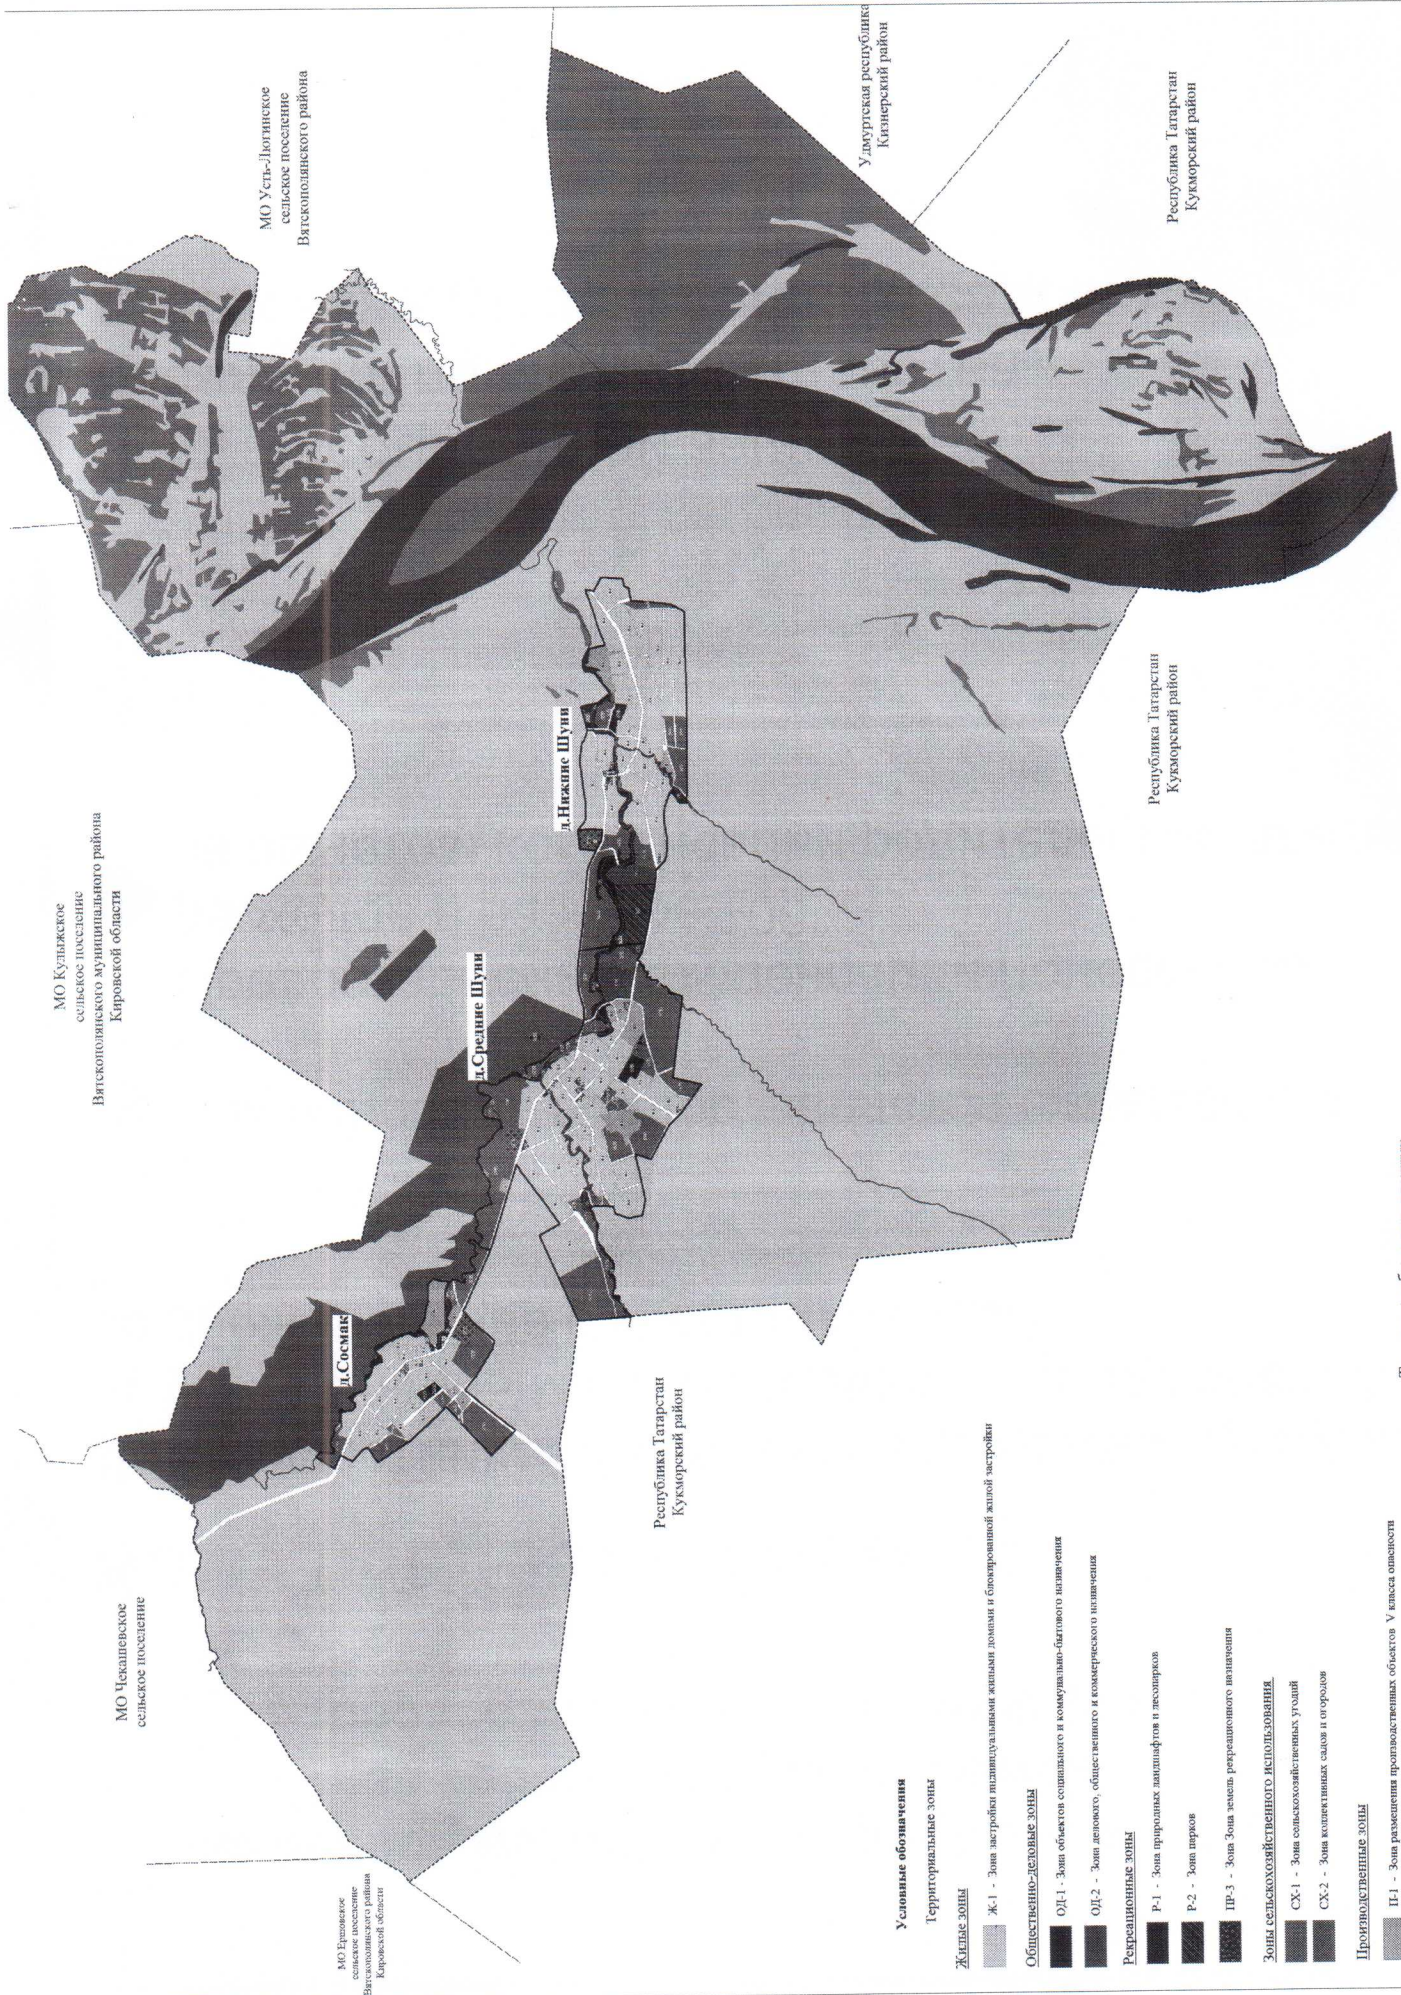 МО Усть-Люгинское
сельское поселение
Вятскополянского района
Удмуртская республика
Кизнерский район
Республика Татарстан
Кукморский район
МО Кулыжское
сельское поселение
Вятскополянского муниципального района
Кировской области
д.Нижние Шуни
д.Средние Шуни
Республика Татарстан
Кукморский район
д.Сосмак
МО Чекашевское
сельское поселение
Республика Татарстан
Кукморский район
МО Ершовское
сельское поселение
Вятскополянского района
Кировской области
Условные обозначения
Территориальные зоны
Жилые зоны
Ж-1 - Зона застройки индивидуальными жилыми домами и блокированной жилой застройки
Общественно-деловые зоны
ОД-1 - Зона объектов социального и коммунально-бытового назначения
ОД-2 - Зона делового, общественного и коммерческого назначения
Рекреационные зоны
Р-1 - Зона природных ландшафтов и лесопарков
Р-2 - Зона парков
ПР-3 - Зона Зона земель рекреационного назначения
Зоны сельскохозяйственного использования
СХ-1 - Зона сельскохозяйственных угодий
СХ-2 - Зона коллективных садов и огородов
Производственные зоны
П-1 - Зона размещения производственных объектов V класса опасности